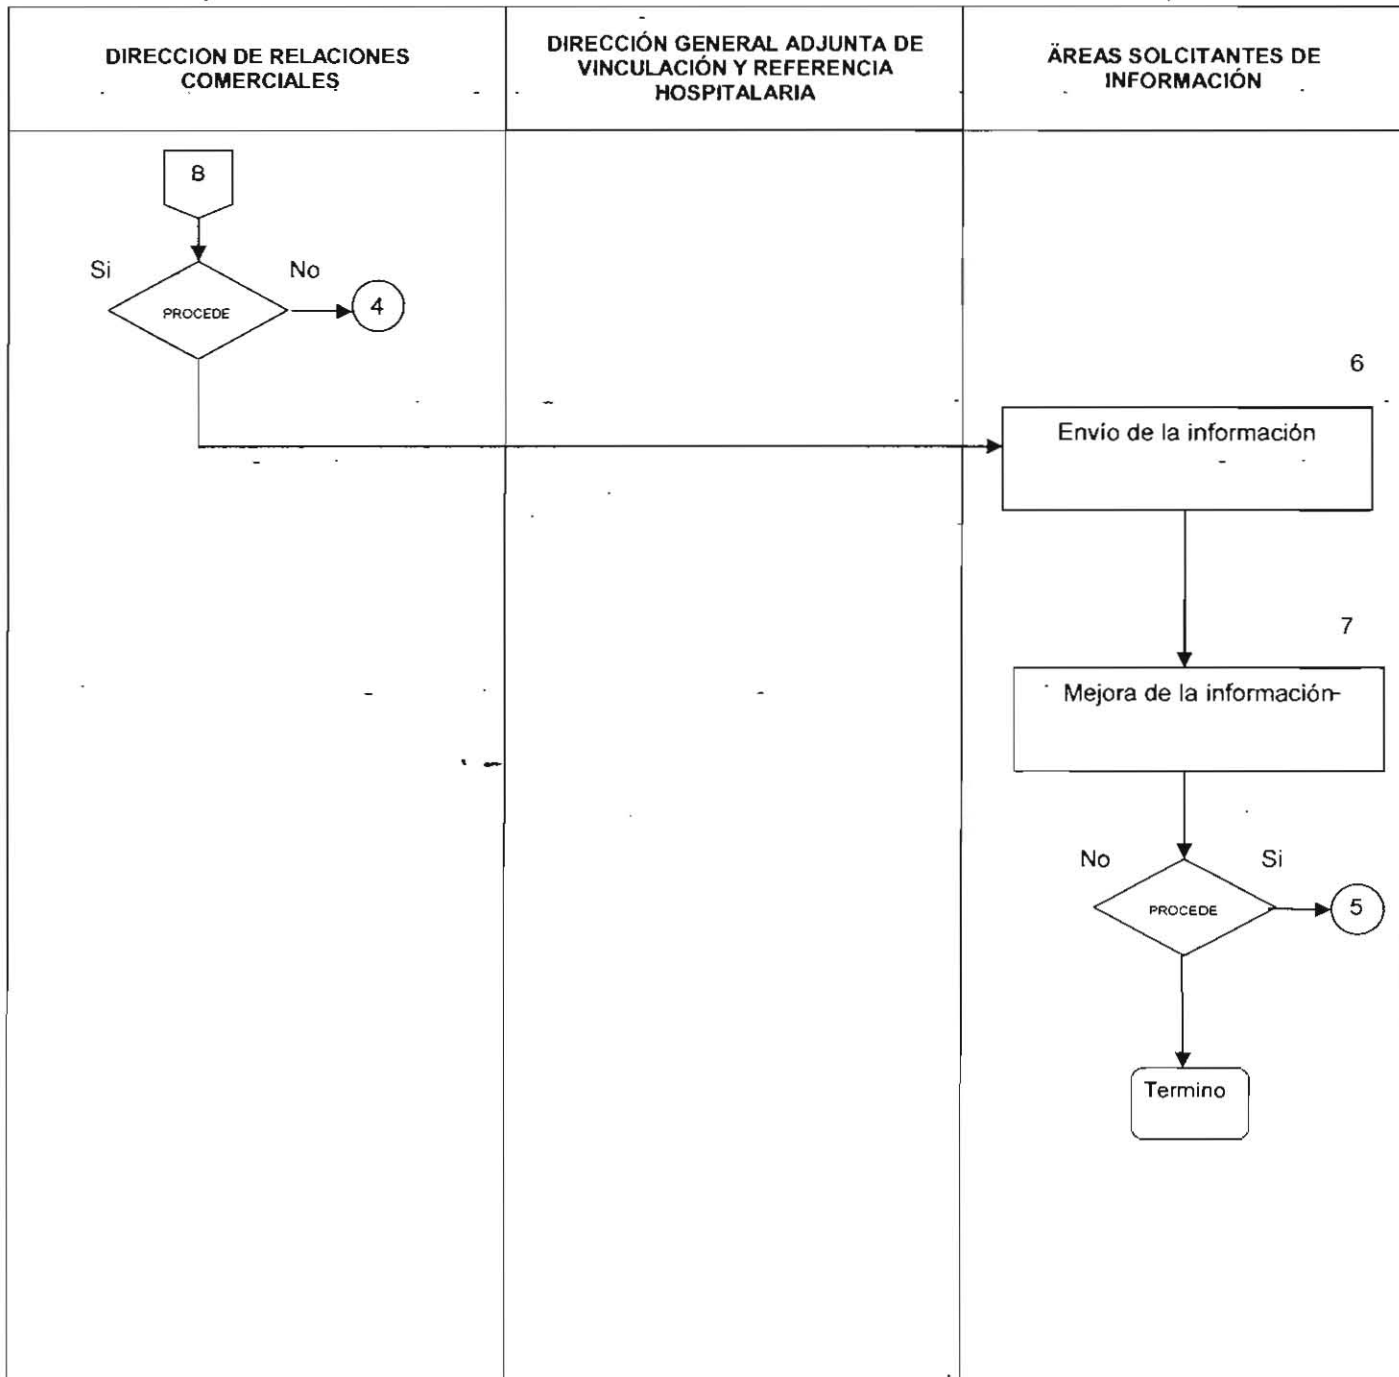 DIRECCION DE RELACIONES
COMERCIALES
DIRECCIÓN GENERAL ADJUNTA DE
VINCULACIÓN Y REFERENCIA
HOSPITALARIA
ÄREAS SOLCITANTES DE
INFORMACIÓN
8
Si
No
PROCEDE
4
6
Envío de la información
7
Mejora de la información
No
Si
PROCEDE
5
Termino